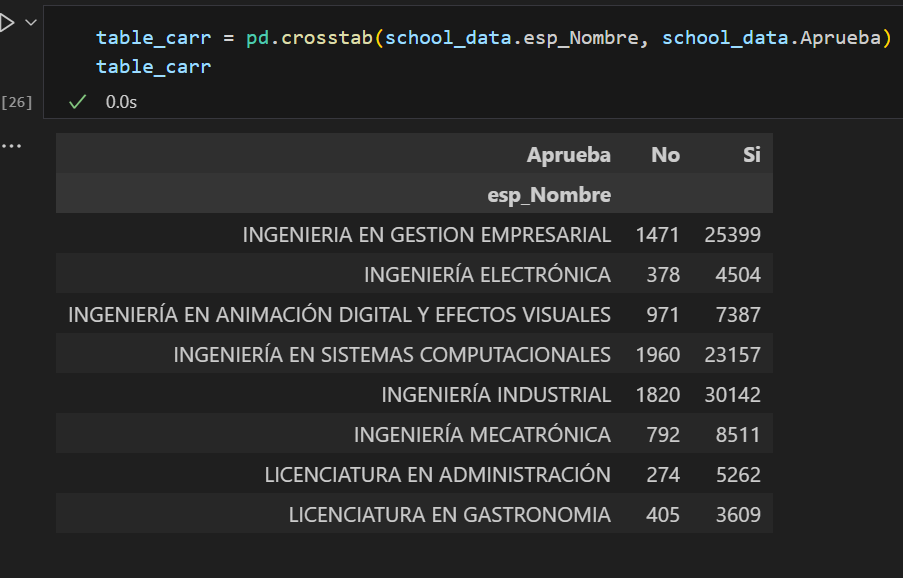 table_carr = pd.crosstab(school_data.esp_Nombre, school_data.Aprueba)
table_carr
[26]
0.0s
...
Aprueba No Si
esp_Nombre
INGENIERIA EN GESTION EMPRESARIAL 1471 25399
INGENIERÍA ELECTRÓNICA 378 4504
INGENIERÍA EN ANIMACIÓN DIGITAL Y EFECTOS VISUALES 971 7387
INGENIERÍA EN SISTEMAS COMPUTACIONALES 1960 23157
INGENIERÍA INDUSTRIAL 1820 30142
INGENIERÍA MECATRÓNICA 792 8511
LICENCIATURA EN ADMINISTRACIÓN 274 5262
LICENCIATURA EN GASTRONOMIA 405 3609